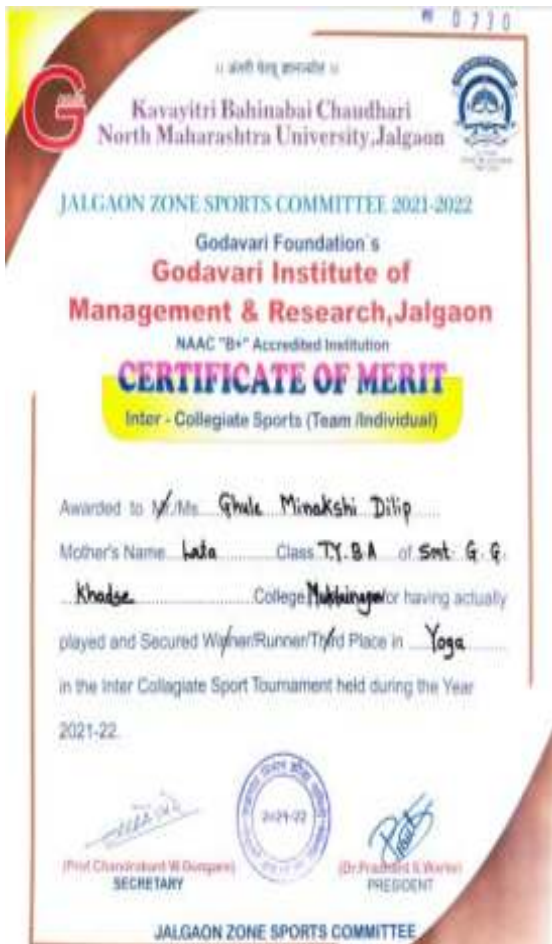 0730
Kavayitri Bahinabai Chaudhari
North Maharashtra University,Jalgaon
JALGAON ZONE SPORTS COMMITTEE 2021-2022
Godavari Foundation`s
Godavari Institute of
Management & Research,Jalgaon
NAAC "B+" Accredited Institution
CERTIFICATE OF MERIT
Inter - Collegiate Sports (Team /Individual)
Awarded to Mr./Ms. Ghule Minakshi Dilip
Mother's Name Lata Class T.Y.B.A of Smt. G. G.
Khadse College Muktainagar for having actually
played and Secured Winner/Runner/Third Place in Yoga
in the Inter Collegiate Sport Tournament held during the Year
2021-22.
2021-22
SECRETARY
PRESIDENT
JALGAON ZONE SPORTS COMMITTEE